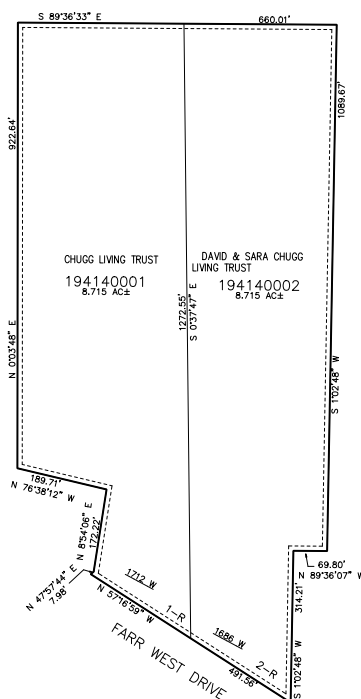 S 89°36'33" E
660.01'
922.64'
1089.67'
CHUGG LIVING TRUST
194140001
8.715 AC±
DAVID & SARA CHUGG
LIVING TRUST
194140002
8.715 AC±
1272.55'
S 0°37'47" E
N 0°03'48" E
S 1°02'48" W
189.71'
N 76°38'12" W
N 8°54'06" E
172.22'
N 47°57'44" E
7.98'
N 57°16'59" W
1712 W
1-R
1686 W
2-R
491.56'
FARR WEST DRIVE
69.80'
N 89°36'07" W
314.21'
S 1°02'48" W